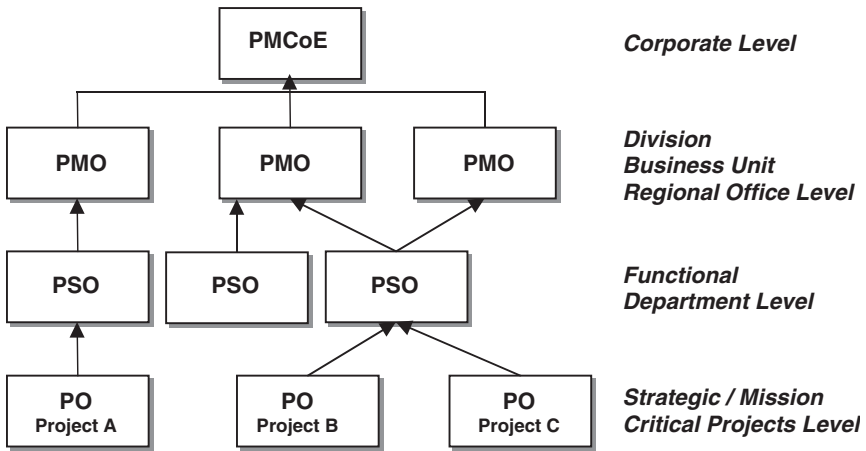 PMCoE
Corporate Level
PMO
PMO
PMO
Division
Business Unit
Regional Office Level
PSO
PSO
PSO
Functional
Department Level
PO
Project A
PO
Project B
PO
Project C
Strategic / Mission
Critical Projects Level